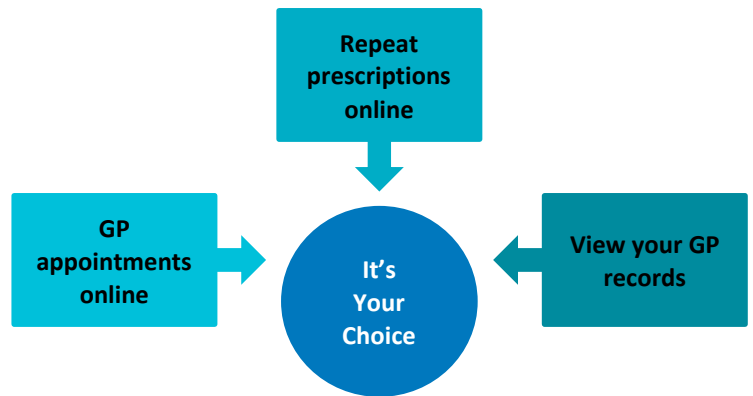 Repeat
prescriptions
online
GP
appointments
online
It’s
Your
Choice
View your GP
records